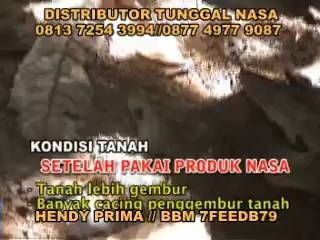 DISTRIBUTOR TUNGGAL NASA
0813 7254 3994//0877 4977 9087
KONDISI TANAH
SETELAH PAKAI PRODUK NASA
- Tanah lebih gembur
- Banyak cacing penggembur tanah
HENDY PRIMA // BBM 7FEEDB79